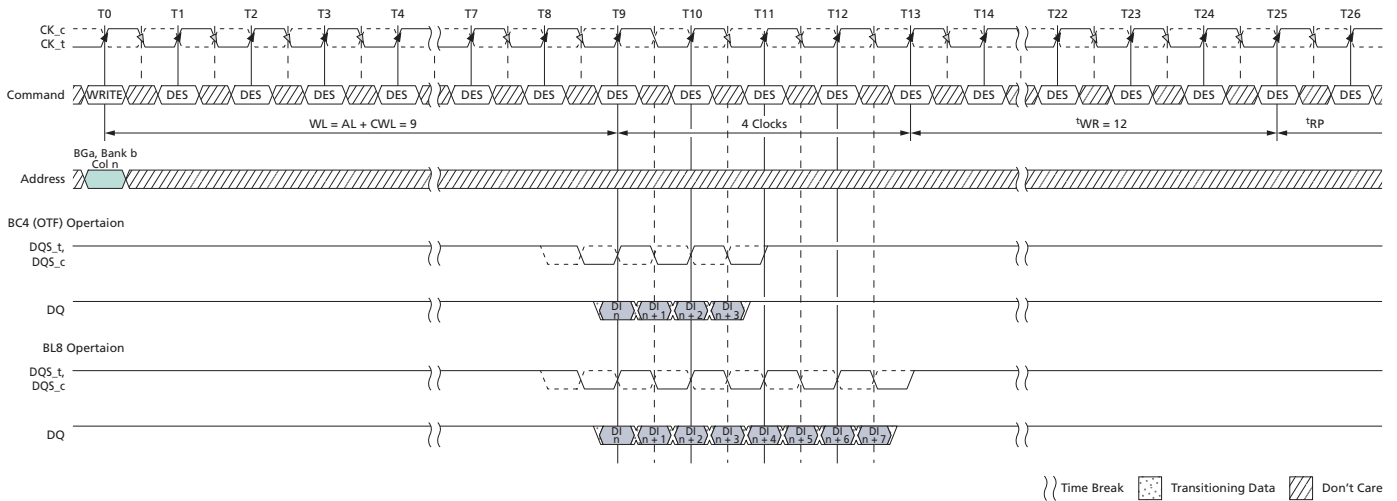 T0 T1 T2 T3 T4 T7 T8 T9 T10 T11 T12 T13 T14 T22 T23 T24 T25 T26
CK_c
CK_t
Command WRITE DES DES DES DES DES DES DES DES DES DES DES DES DES DES DES DES DES
WL = AL + CWL = 9 4 Clocks tWR = 12 tRP
BGa, Bank b
Col n
Address
BC4 (OTF) Opertaion
DQS_t,
DQS_c
DQ DI n DI n + 1 DI n + 2 DI n + 3
BL8 Opertaion
DQS_t,
DQS_c
DQ DI n DI n + 1 DI n + 2 DI n + 3 DI n + 4 DI n + 5 DI n + 6 DI n + 7
Time Break Transitioning Data Don't Care